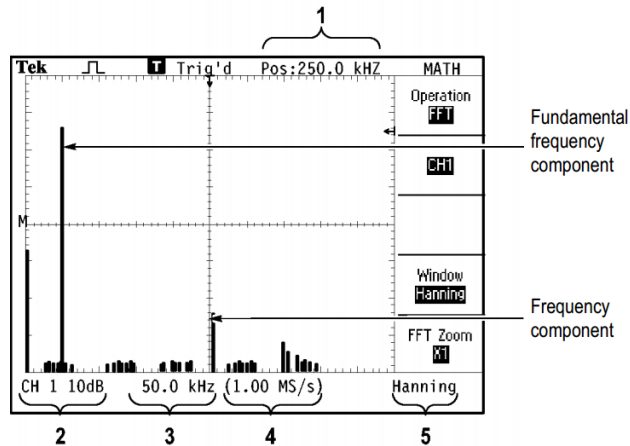 1
Tek T Trig'd Pos:250.0 kHZ MATH
Operation
FFT
CH1
Fundamental
frequency
component
M
Window
Hanning
FFT Zoom
X1
Frequency
component
CH 1 10dB 50.0 kHz (1.00 MS/s) Hanning
2 3 4 5